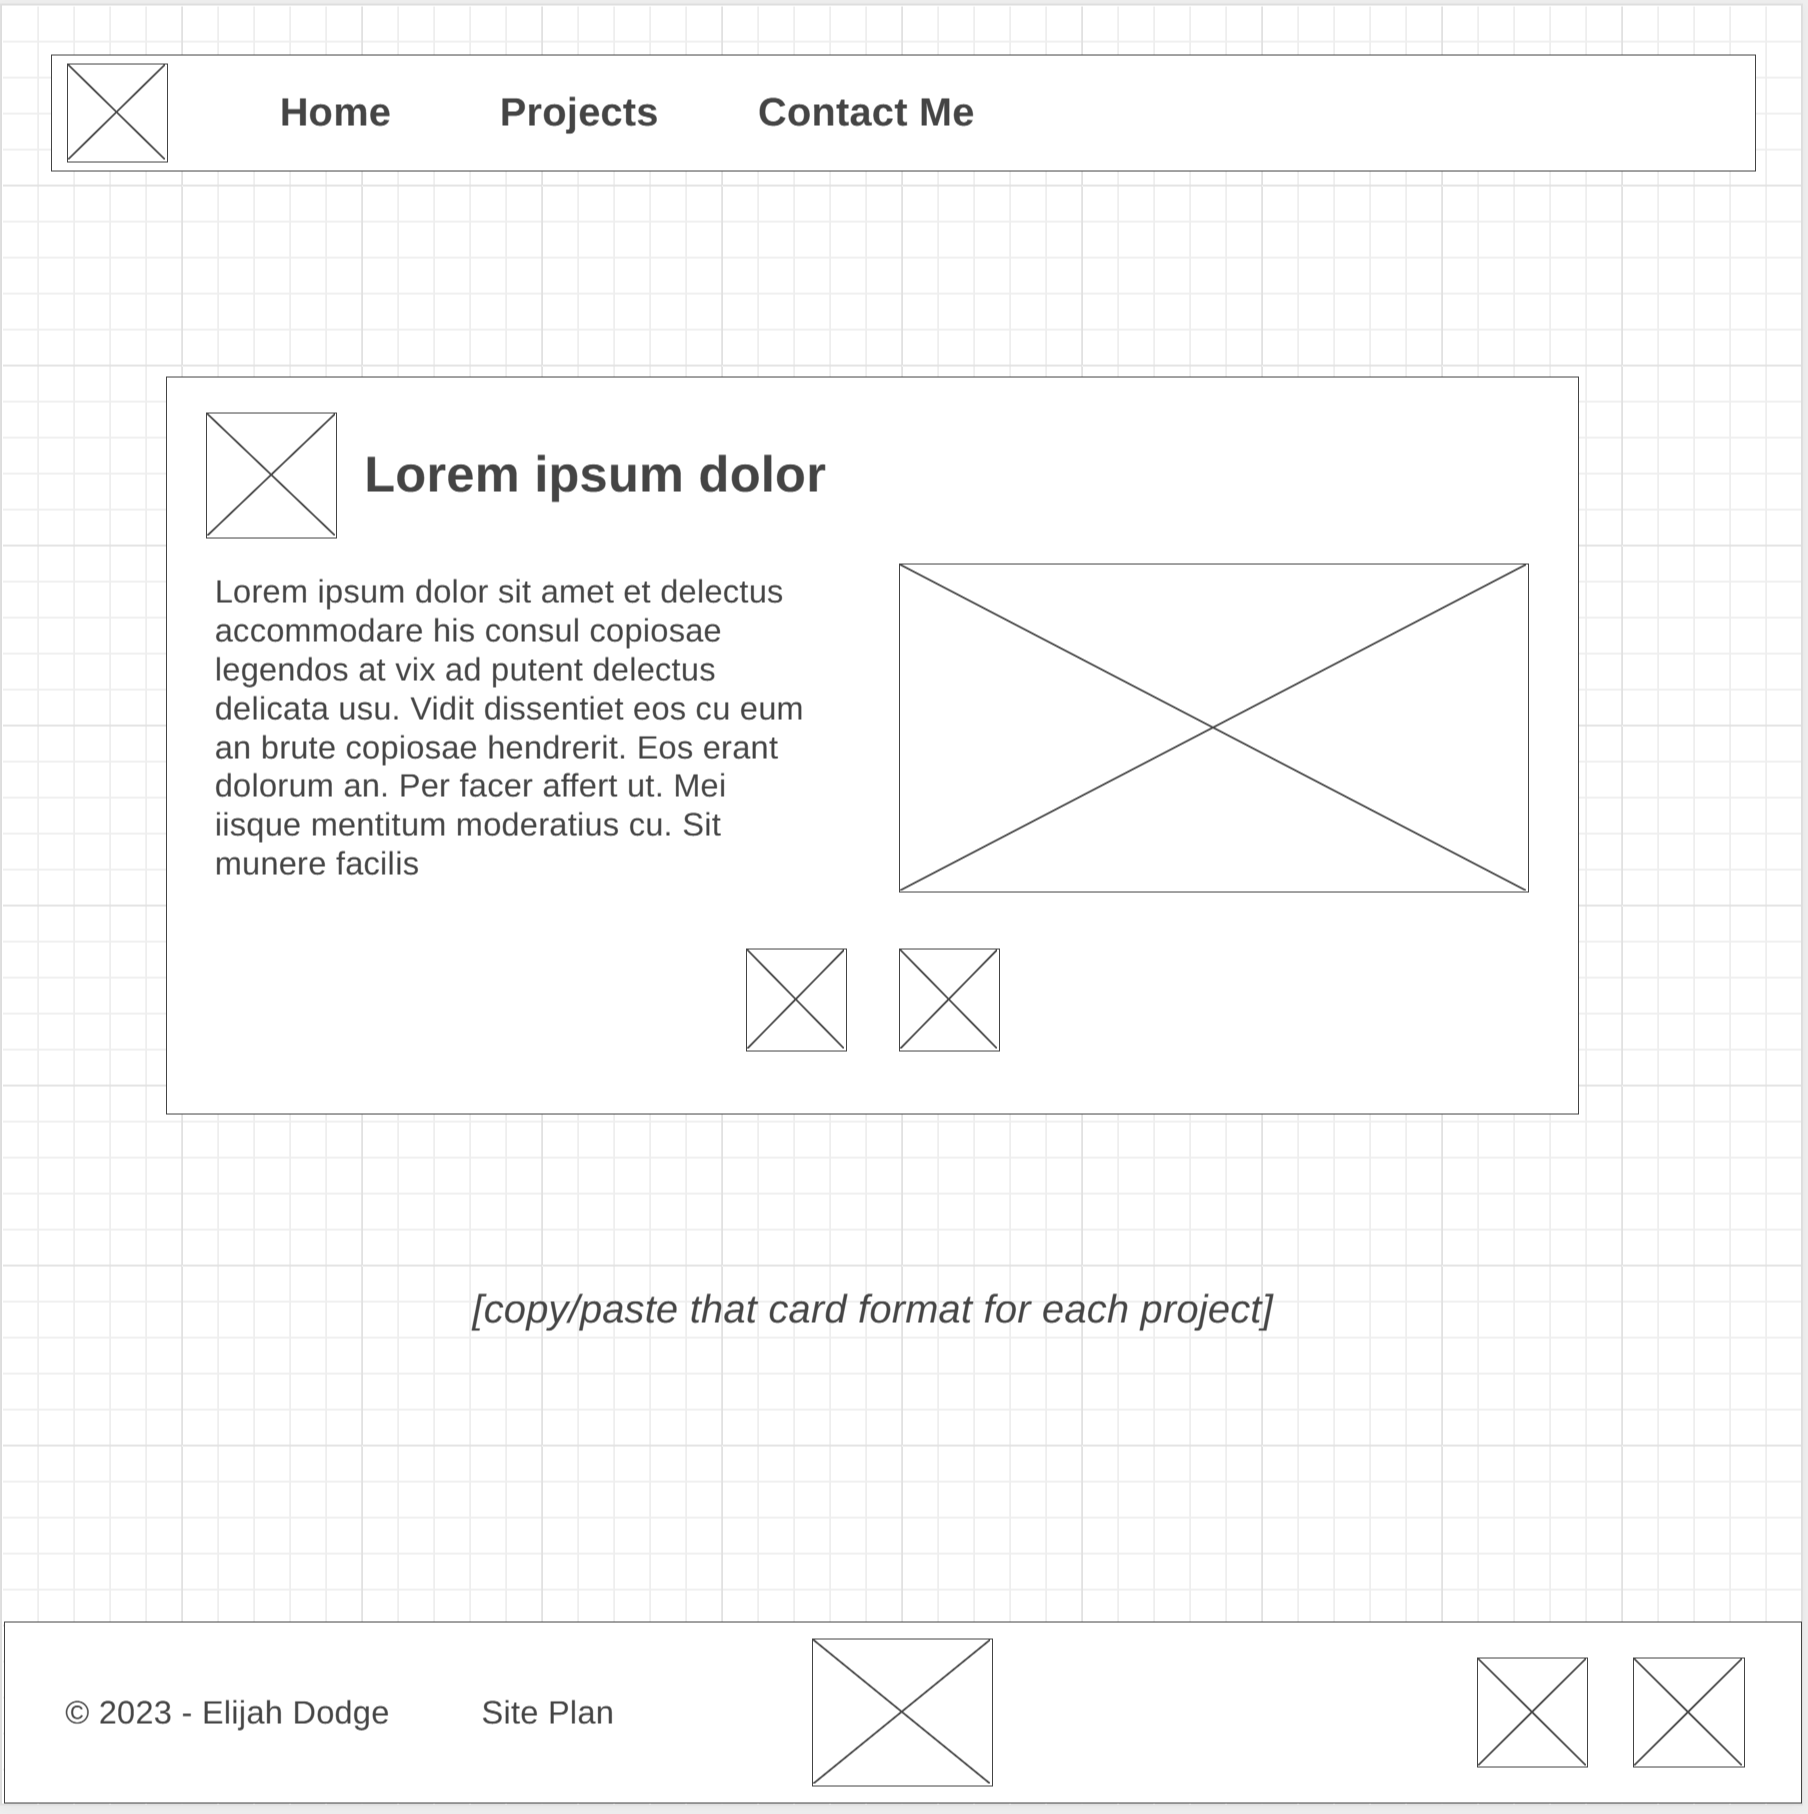 Home Projects Contact Me
Lorem ipsum dolor
Lorem ipsum dolor sit amet et delectus
accommodare his consul copiosae
legendos at vix ad putent delectus
delicata usu. Vidit dissentiet eos cu eum
an brute copiosae hendrerit. Eos erant
dolorum an. Per facer affert ut. Mei
iisque mentitum moderatius cu. Sit
munere facilis
[copy/paste that card format for each project]
© 2023 - Elijah Dodge Site Plan